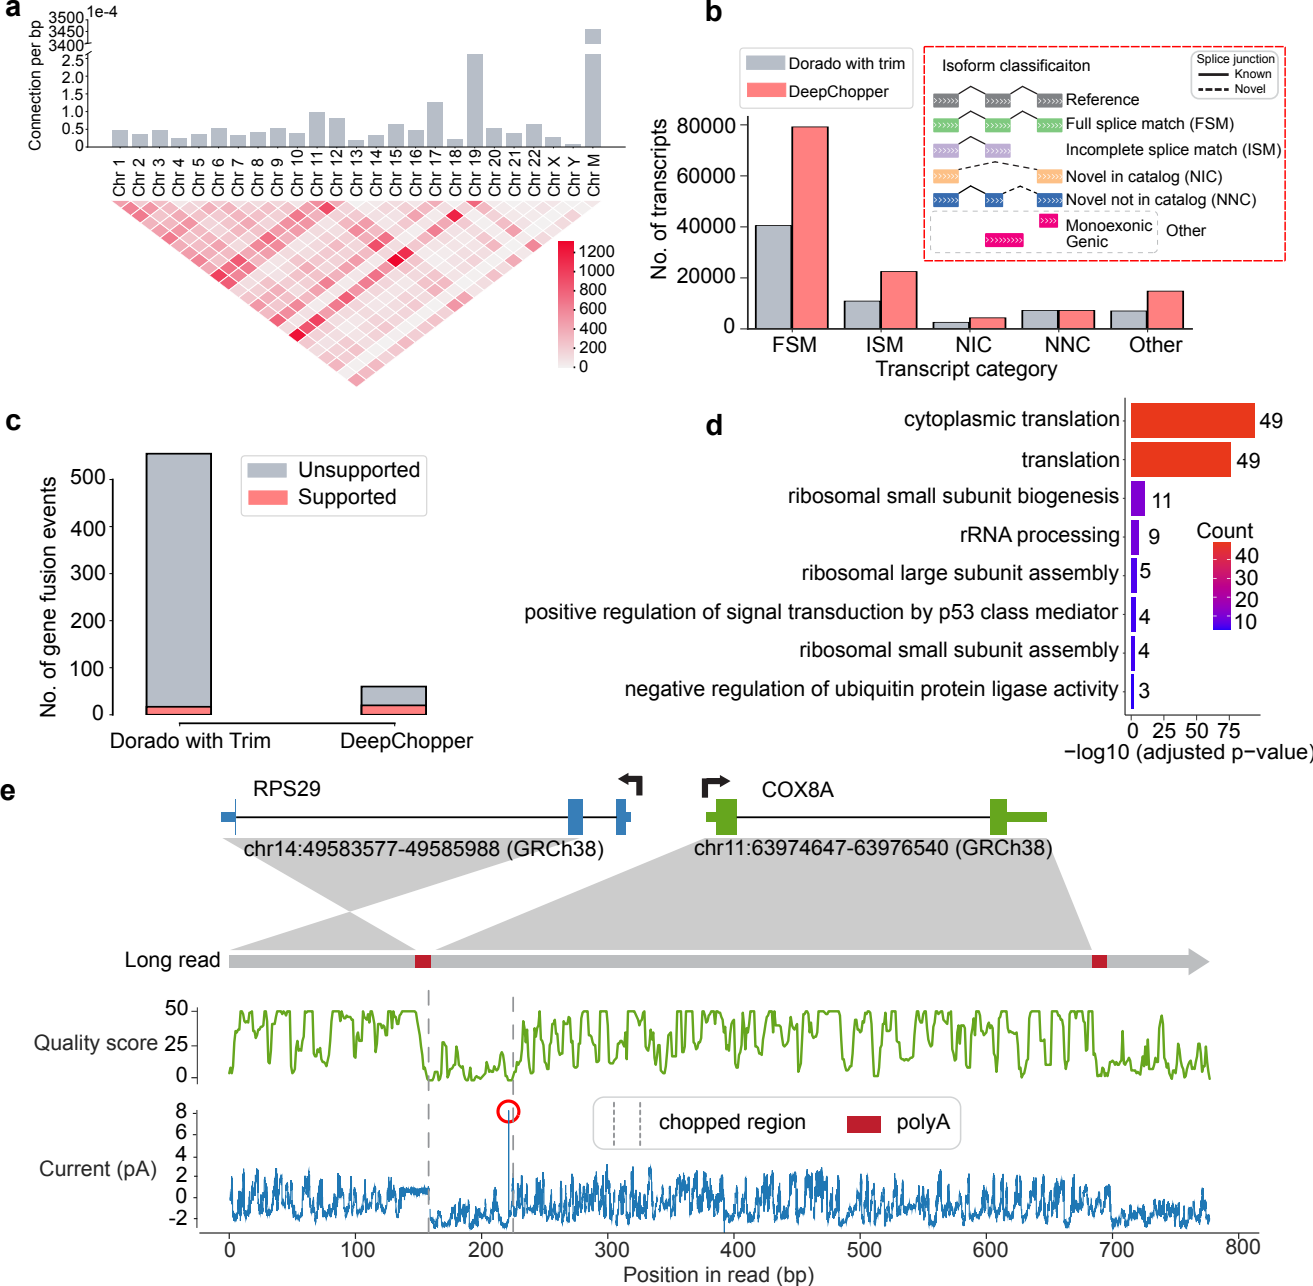 a
Connection per bp
1e-4
3500
3450
3400
2.5
2.0
1.5
1.0
0.5
0
Chr 1
Chr 2
Chr 3
Chr 4
Chr 5
Chr 6
Chr 7
Chr 8
Chr 9
Chr 10
Chr 11
Chr 12
Chr 13
Chr 14
Chr 15
Chr 16
Chr 17
Chr 18
Chr 19
Chr 20
Chr 21
Chr 22
Chr X
Chr Y
Chr M
1200
1000
800
600
400
200
0
b
Dorado with trim
DeepChopper
No. of transcripts
80000
60000
40000
20000
0
FSM ISM NIC NNC Other
Transcript category
Isoform classificaiton
Splice junction
Known
Novel
Reference
Full splice match (FSM)
Incomplete splice match (ISM)
Novel in catalog (NIC)
Novel not in catalog (NNC)
Monoexonic
Genic
Other
c
No. of gene fusion events
500
400
300
200
100
0
Unsupported
Supported
Dorado with Trim DeepChopper
d
cytoplasmic translation 49
translation 49
ribosomal small subunit biogenesis 11
rRNA processing 9
ribosomal large subunit assembly 5
positive regulation of signal transduction by p53 class mediator 4
ribosomal small subunit assembly 4
negative regulation of ubiquitin protein ligase activity 3
Count
40
30
20
10
0 25 50 75
−log10 (adjusted p−value)
e
RPS29
COX8A
chr14:49583577-49585988 (GRCh38)
chr11:63974647-63976540 (GRCh38)
Long read
Quality score
50
25
0
chopped region
polyA
Current (pA)
8
6
4
2
0
-2
0 100 200 300 400 500 600 700 800
Position in read (bp)